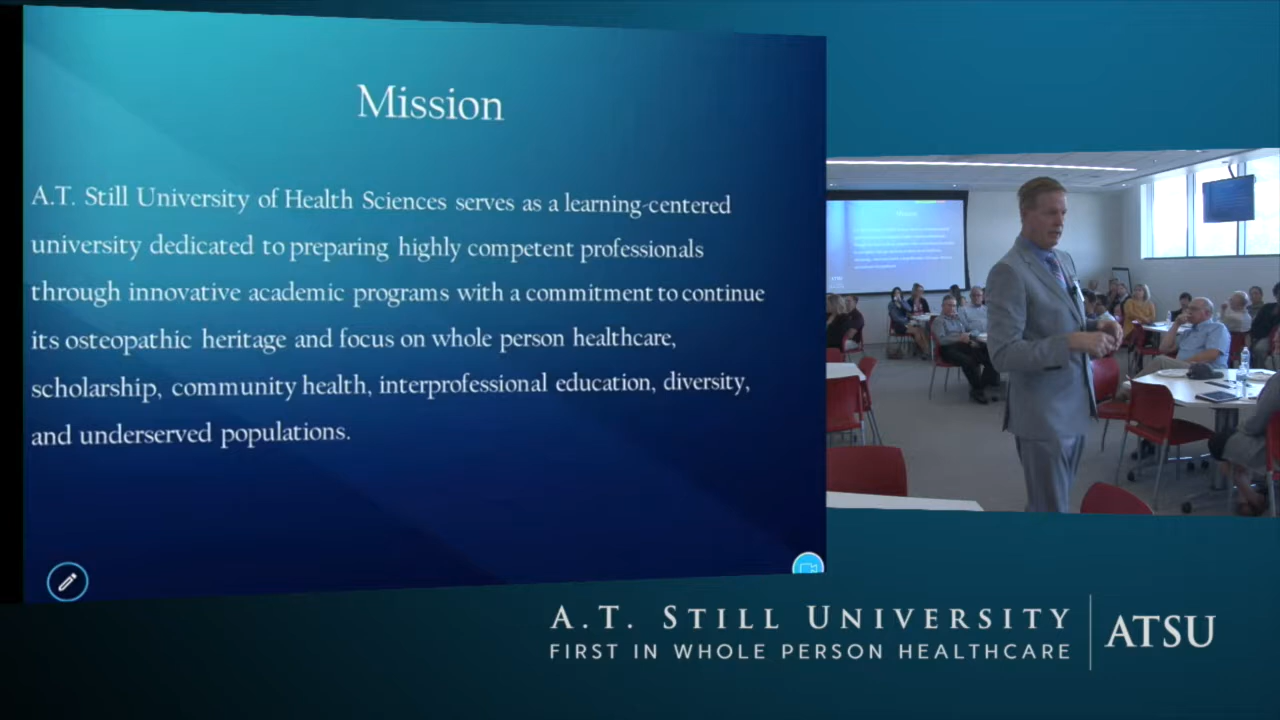 Mission
A.T. Still University of Health Sciences serves as a learning-centered
university dedicated to preparing highly competent professionals
through innovative academic programs with a commitment to continue
its osteopathic heritage and focus on whole person healthcare,
scholarship, community health, interprofessional education, diversity,
and underserved populations.
A.T. STILL UNIVERSITY
FIRST IN WHOLE PERSON HEALTHCARE
ATSU